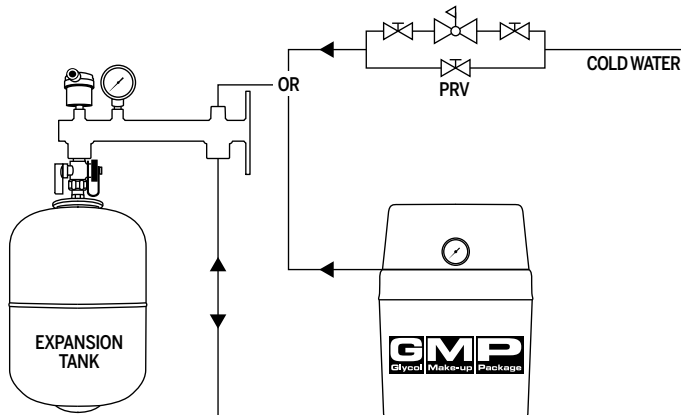 COLD WATER
PRV
OR
EXPANSION
TANK
GMP
Glycol Make-up Package